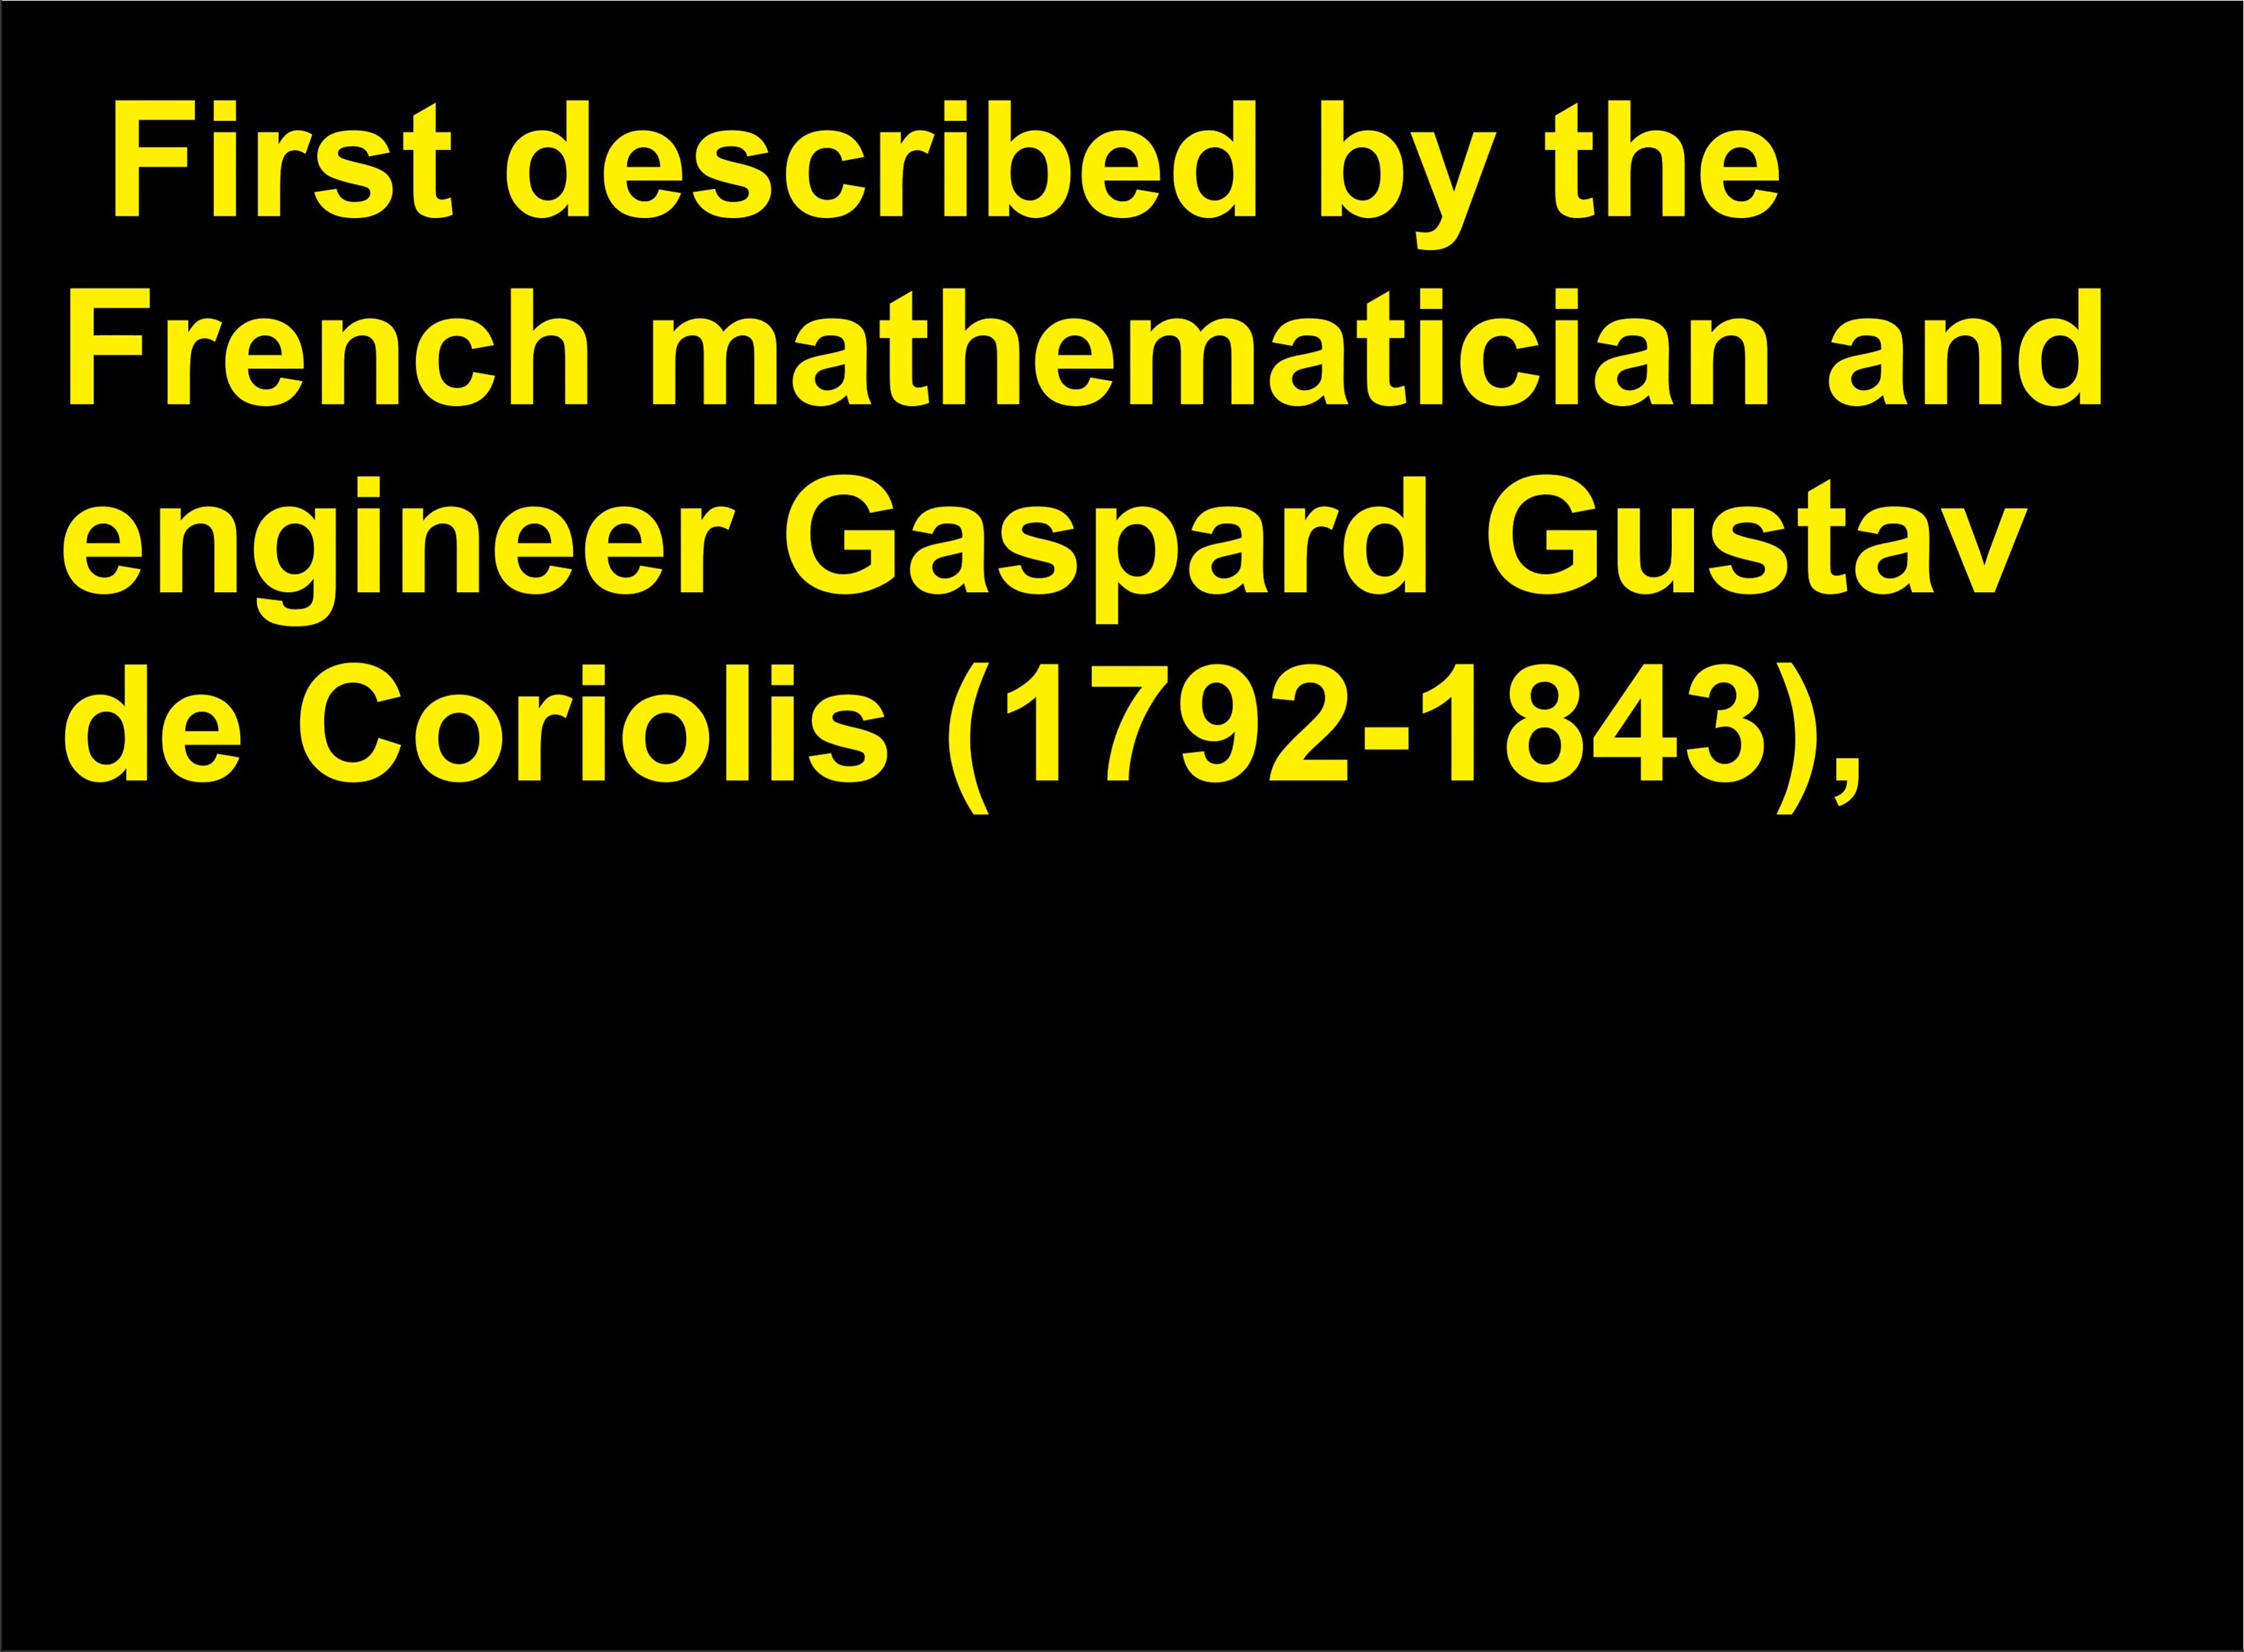 First described by the
French mathematician and
engineer Gaspard Gustav
de Coriolis (1792-1843),